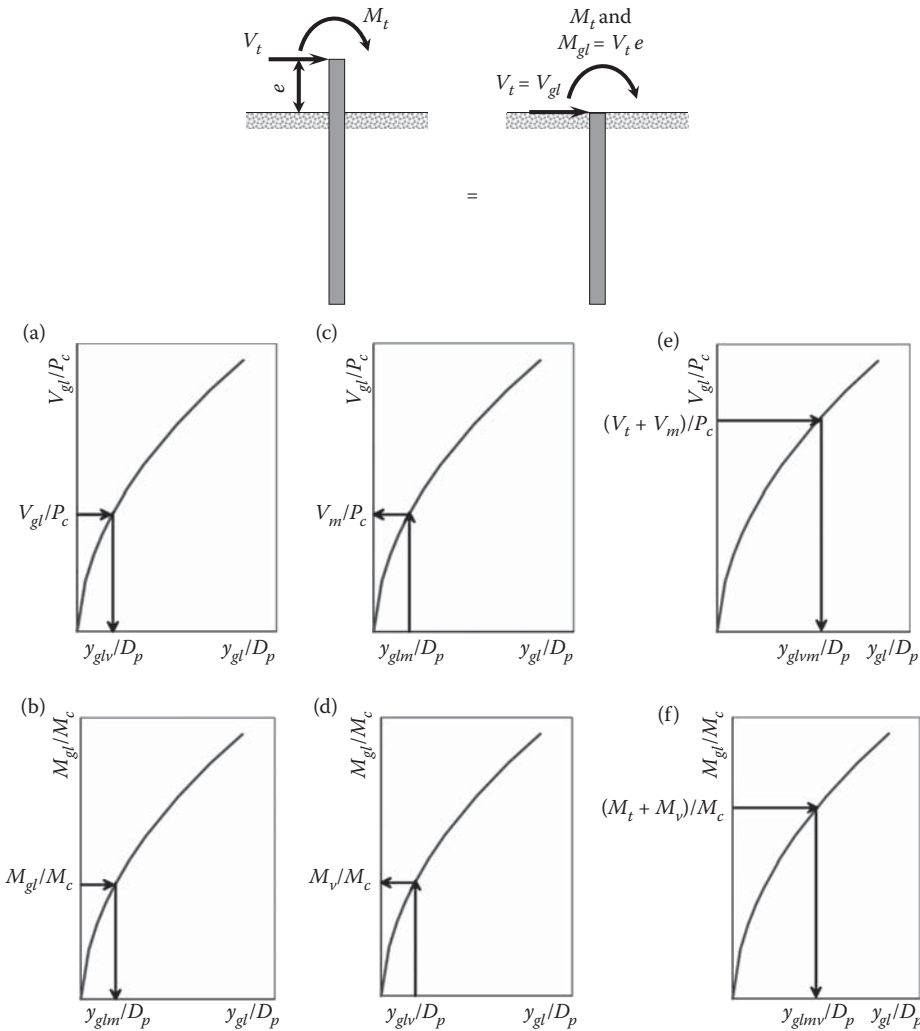 M_t
V_t
e
M_t and
M_gl = V_t e
V_t = V_gl
=
(a)
V_gl/P_c
V_gl/P_c
y_glv/D_p y_gl/D_p
(c)
V_gl/P_c
V_m/P_c
y_glm/D_p y_gl/D_p
(e)
V_gl/P_c
(V_t + V_m)/P_c
y_glvm/D_p y_gl/D_p
(b)
M_gl/M_c
M_gl/M_c
y_glm/D_p y_gl/D_p
(d)
M_gl/M_c
M_v/M_c
y_glv/D_p y_gl/D_p
(f)
M_gl/M_c
(M_t + M_v)/M_c
y_glmv/D_p y_gl/D_p